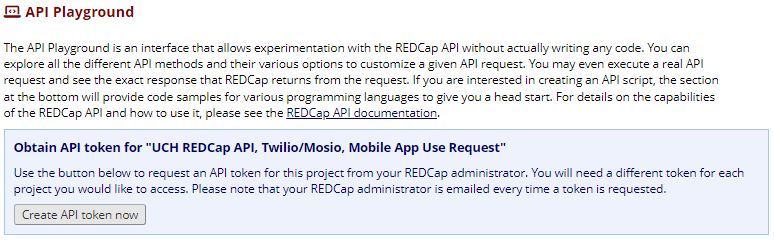 API Playground
The API Playground is an interface that allows experimentation with the REDCap API without actually writing any code. You can
explore all the different API methods and their various options to customize a given API request. You may even execute a real API
request and see the exact response that REDCap returns from the request. If you are interested in creating an API script, the section
at the bottom will provide code samples for various programming languages to give you a head start. For details on the capabilities
of the REDCap API and how to use it, please see the REDCap API documentation.
Obtain API token for "UCH REDCap API, Twilio/Mosio, Mobile App Use Request"
Use the button below to request an API token for this project from your REDCap administrator. You will need a different token for each
project you would like to access. Please note that your REDCap administrator is emailed every time a token is requested.
Create API token now